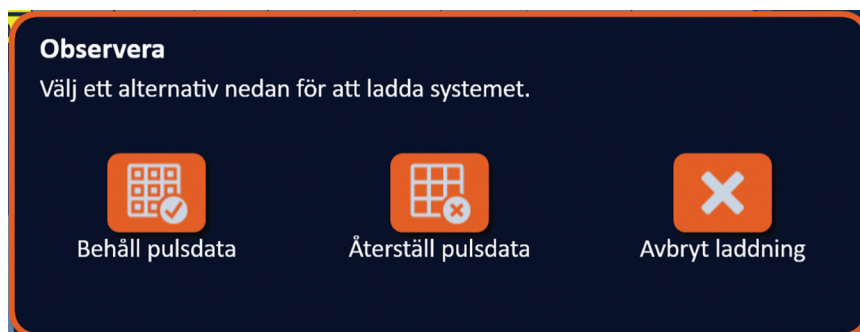 Observera
Välj ett alternativ nedan för att ladda systemet.
Behåll pulsdata
Återställ pulsdata
Avbryt laddning